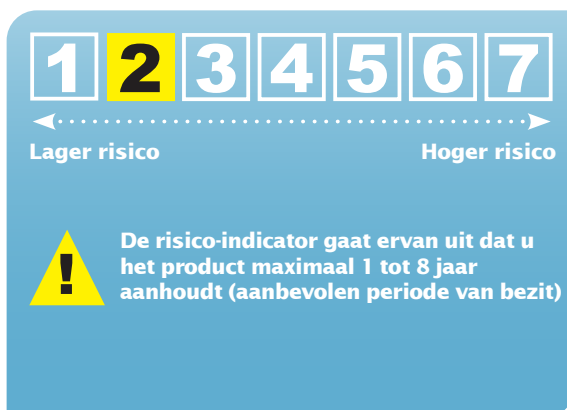 1 2 3 4 5 6 7
Lager risico Hoger risico
! De risico-indicator gaat ervan uit dat u
het product maximaal 1 tot 8 jaar
aanhoudt (aanbevolen periode van bezit)